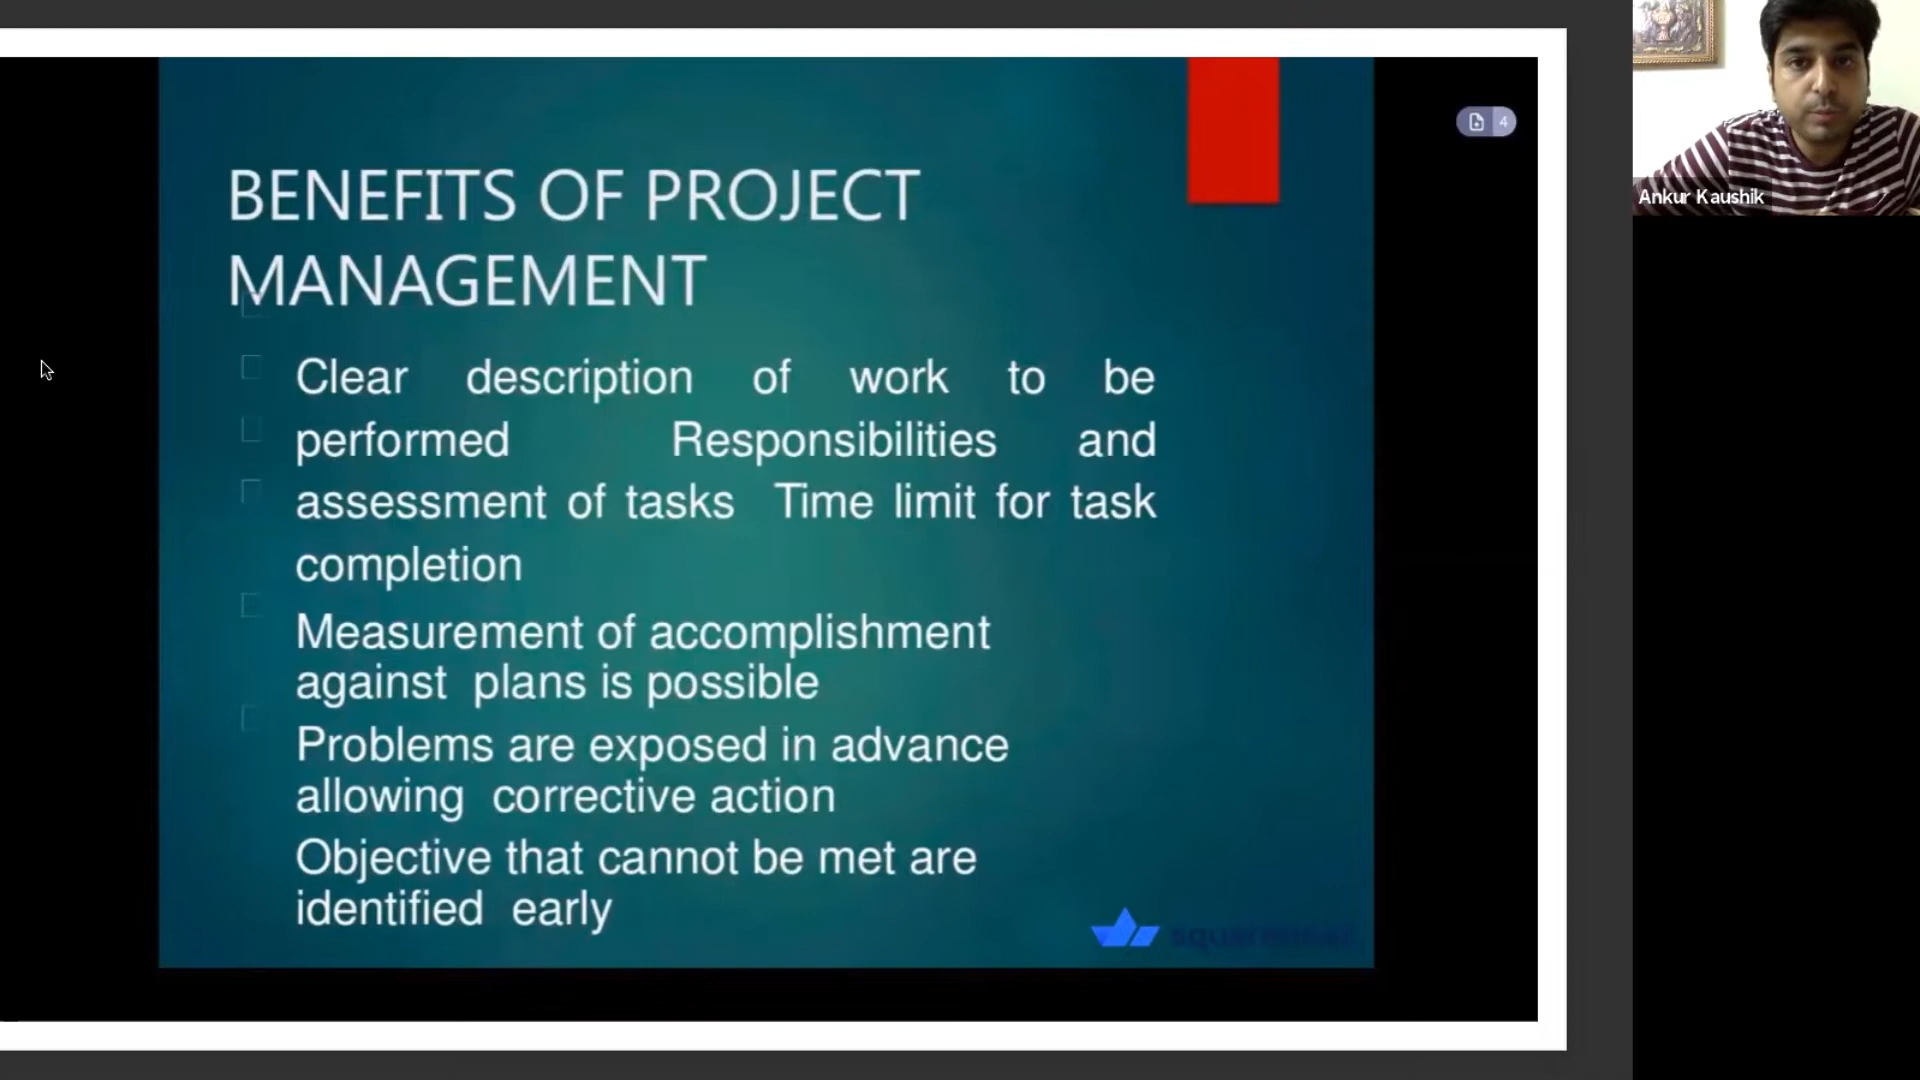 BENEFITS OF PROJECT
MANAGEMENT
Clear description of work to be
performed Responsibilities and
assessment of tasks Time limit for task
completion
Measurement of accomplishment
against plans is possible
Problems are exposed in advance
allowing corrective action
Objective that cannot be met are
identified early
4
Ankur Kaushik